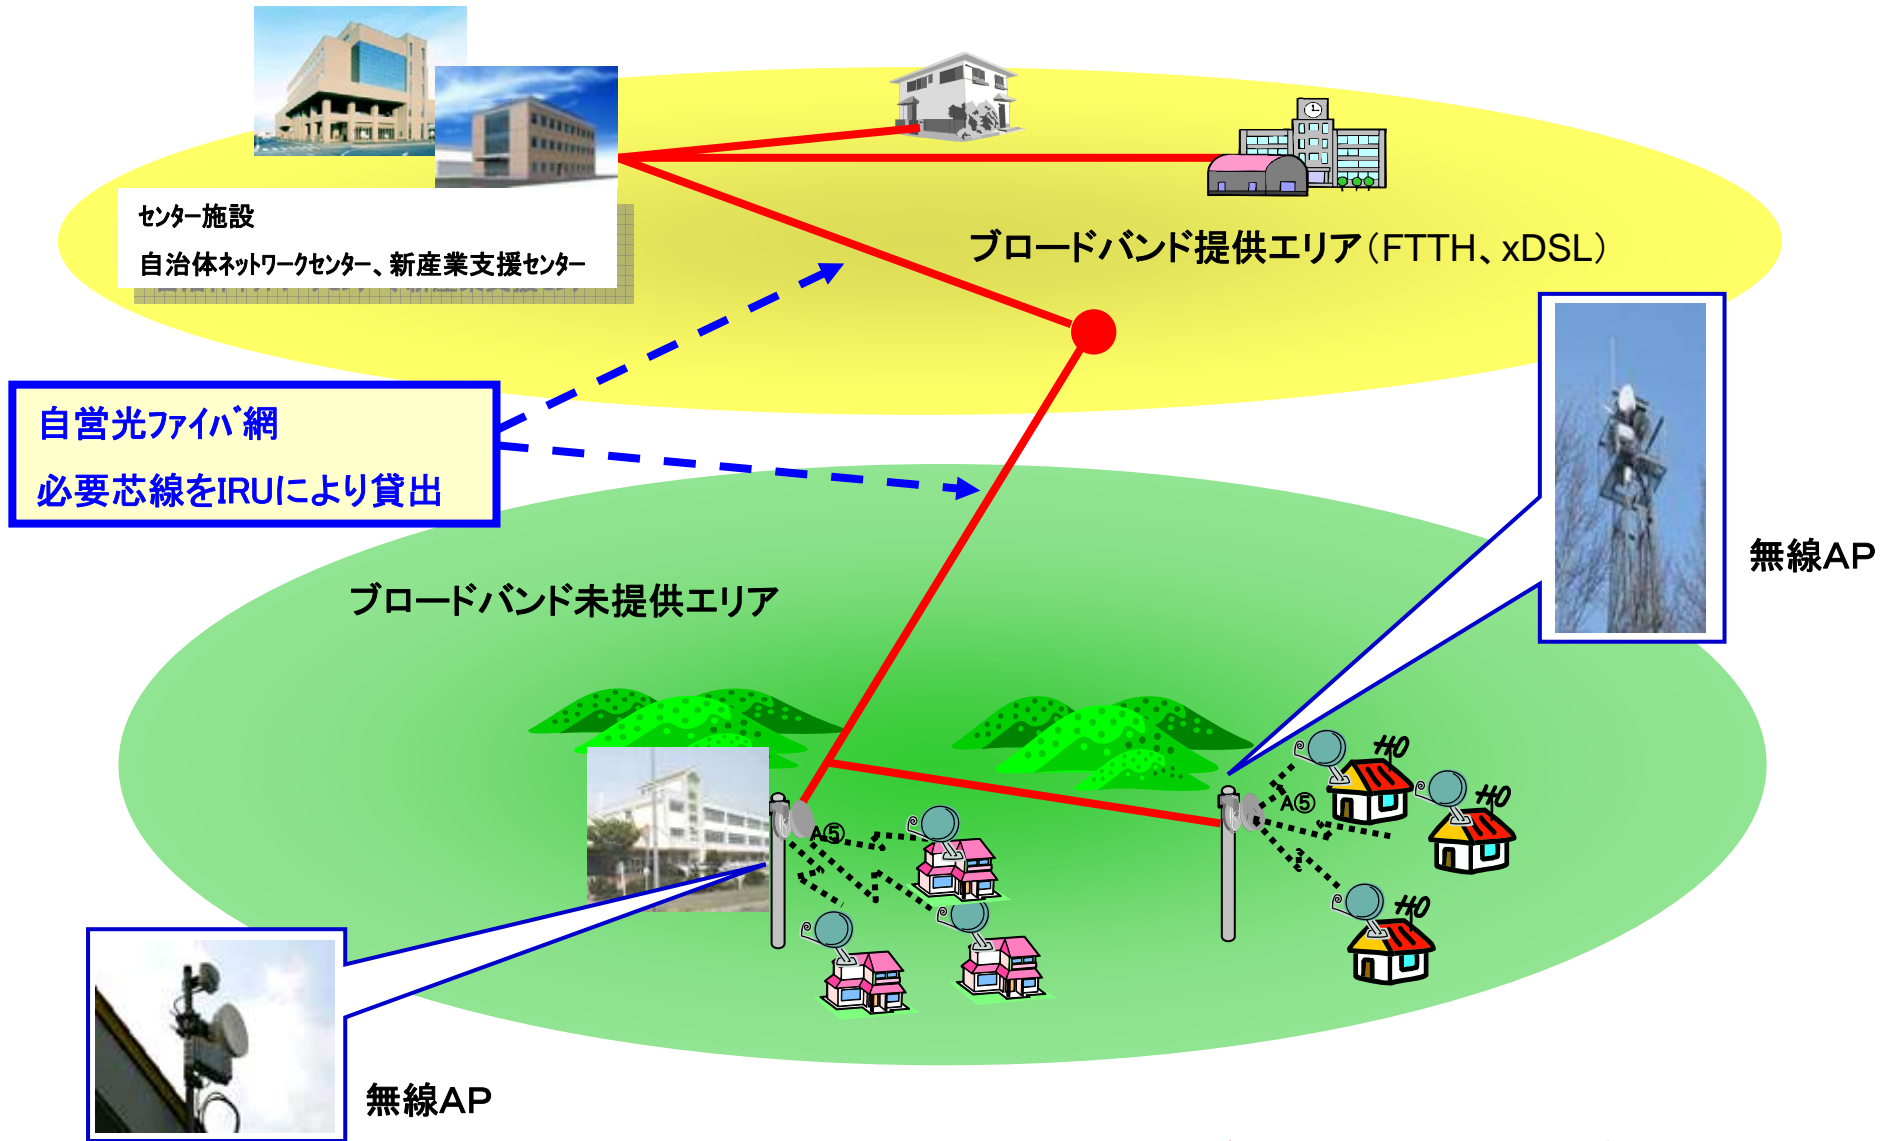 センター施設
自治体ネットワークセンター、新産業支援センター
ブロードバンド提供エリア（FTTH、xDSL）
自営光ファイバ網
必要芯線をIRUにより貸出
無線AP
ブロードバンド未提供エリア
A⑤
A⑤
無線AP